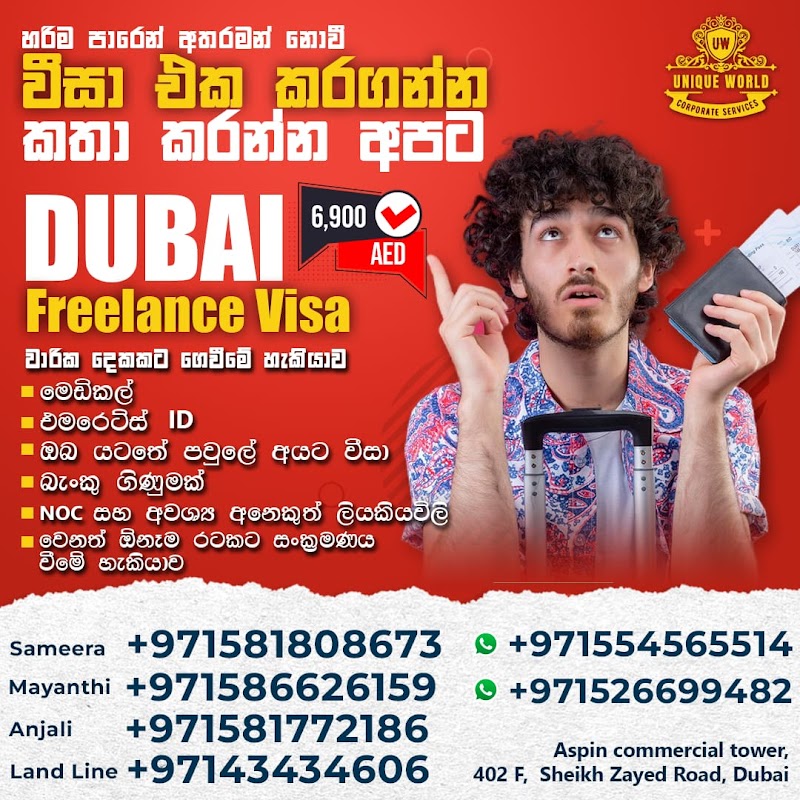 හරිම පාරෙන් අතරමන් නොවී
වීසා එක කරගන්න
කතා කරන්න අපට
UW
UNIQUE WORLD
CORPORATE SERVICES
DUBAI
6,900
AED
Freelance Visa
වාරික දෙකකට ගෙවීමේ හැකියාව
මෙඩිකල්
එමරෙට්ස් ID
ඔබ යටතේ පවුලේ අයට වීසා
බැංකු ගිණුමක්
NOC සහ අවශ්‍ය අනෙකුත් ලියකියවිලි
වෙනත් ඕනෑම රටකට සංක්‍රමණය
වීමේ හැකියාව
Sameera +971581808673
Mayanthi +971586626159
Anjali +971581772186
Land Line +97143434606
+971554565514
+971526699482
Aspin commercial tower,
402 F, Sheikh Zayed Road, Dubai